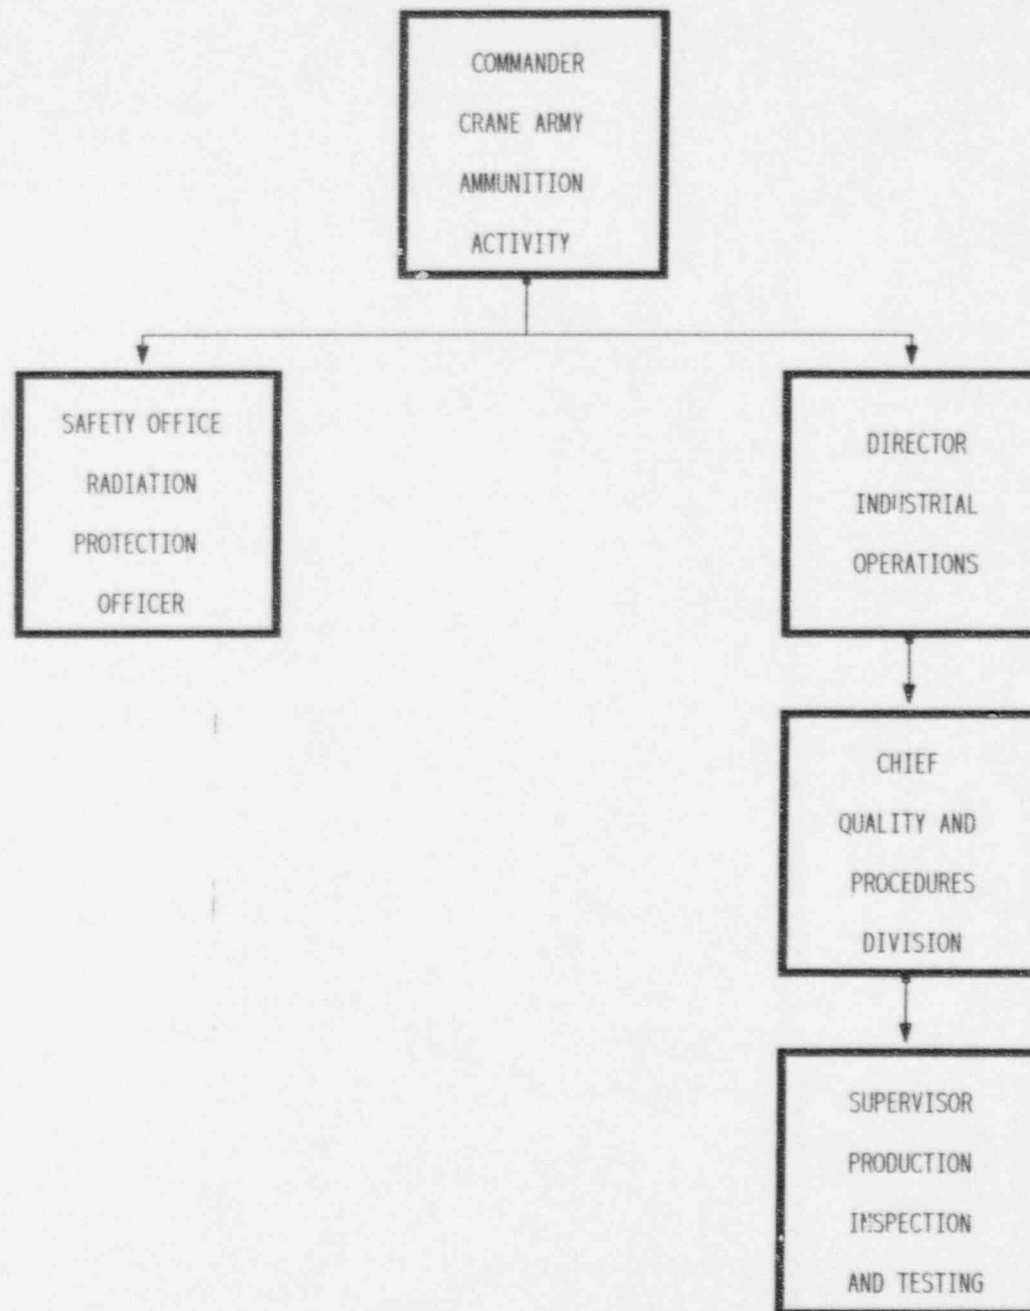 COMMANDER
CRANE ARMY
AMMUNITION
ACTIVITY
SAFETY OFFICE
RADIATION
PROTECTION
OFFICER
DIRECTOR
INDUSTRIAL
OPERATIONS
CHIEF
QUALITY AND
PROCEDURES
DIVISION
SUPERVISOR
PRODUCTION
INSPECTION
AND TESTING